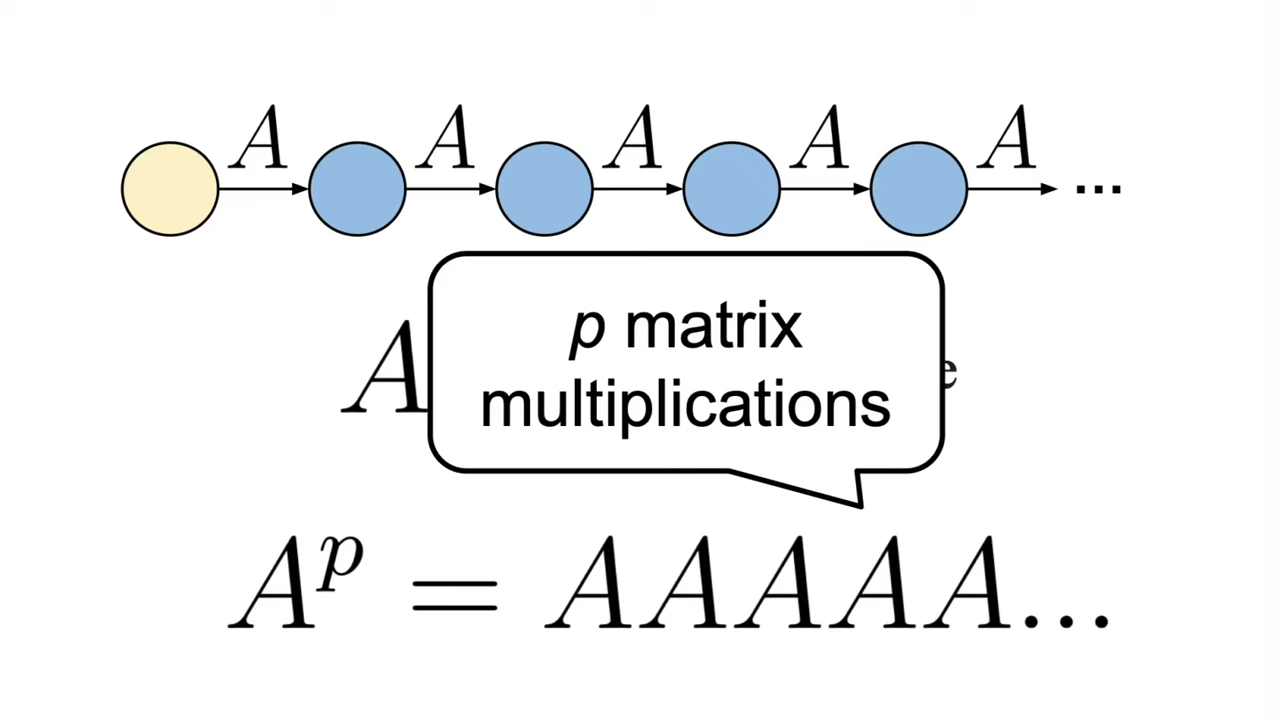 A A A A A ...
p matrix
multiplications
A
e
A^p = AAAAA...